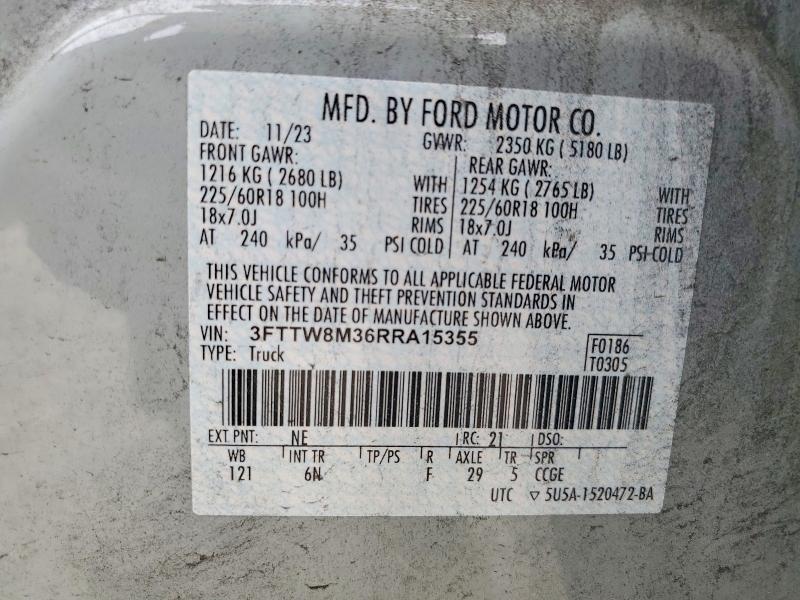 MFD. BY FORD MOTOR CO.
DATE: 11/23 GVWR: 2350 KG ( 5180 LB)
FRONT GAWR: REAR GAWR:
1216 KG ( 2680 LB) WITH 1254 KG ( 2765 LB) WITH
225/60R18 100H TIRES 225/60R18 100H TIRES
18x7.0J RIMS 18x7.0J RIMS
AT 240 kPa/ 35 PSI COLD AT 240 kPa/ 35 PSI COLD
THIS VEHICLE CONFORMS TO ALL APPLICABLE FEDERAL MOTOR
VEHICLE SAFETY AND THEFT PREVENTION STANDARDS IN
EFFECT ON THE DATE OF MANUFACTURE SHOWN ABOVE.
VIN: 3FTTW8M36RRA15355
TYPE: Truck
F0186
T0305
EXT PNT: NE RC: 21 DSO:
WB INT TR TP/PS R AXLE TR SPR
121 6N F 29 5 CCGE
UTC ▽ 5U5A-1520472-BA